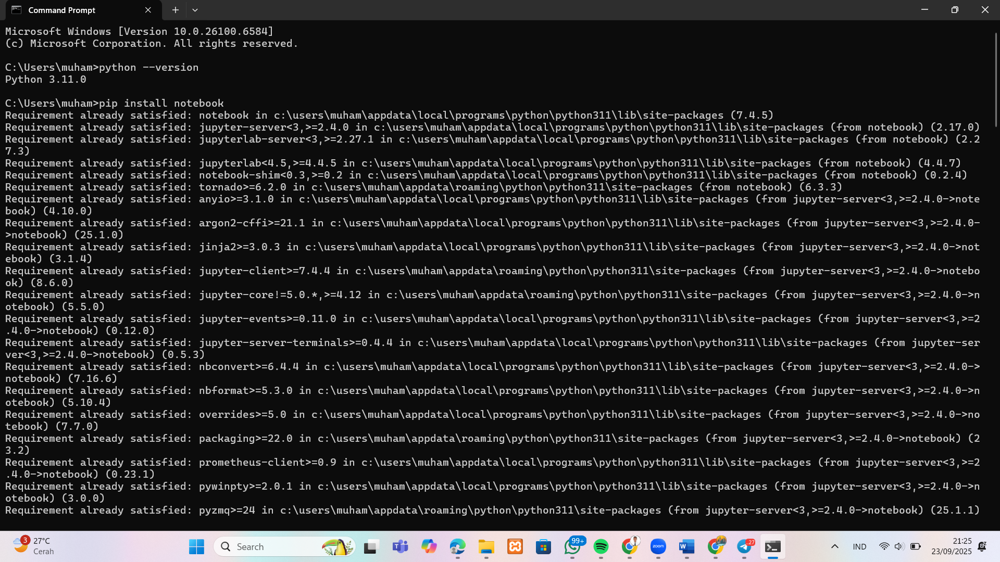 Command Prompt
Microsoft Windows [Version 10.0.26100.6584]
(c) Microsoft Corporation. All rights reserved.
C:\Users\muham>python --version
Python 3.11.0
C:\Users\muham>pip install notebook
Requirement already satisfied: notebook in c:\users\muham\appdata\local\programs\python\python311\lib\site-packages (7.4.5)
Requirement already satisfied: jupyter-server<3,>=2.4.0 in c:\users\muham\appdata\local\programs\python\python311\lib\site-packages (from notebook) (2.17.0)
Requirement already satisfied: jupyterlab-server<3,>=2.27.1 in c:\users\muham\appdata\local\programs\python\python311\lib\site-packages (from notebook) (2.2
7.3)
Requirement already satisfied: jupyterlab<4.5,>=4.4.5 in c:\users\muham\appdata\local\programs\python\python311\lib\site-packages (from notebook) (4.4.7)
Requirement already satisfied: notebook-shim<0.3,>=0.2 in c:\users\muham\appdata\local\programs\python\python311\lib\site-packages (from notebook) (0.2.4)
Requirement already satisfied: tornado>=6.2.0 in c:\users\muham\appdata\roaming\python\python311\site-packages (from notebook) (6.3.3)
Requirement already satisfied: anyio>=3.1.0 in c:\users\muham\appdata\local\programs\python\python311\lib\site-packages (from jupyter-server<3,>=2.4.0->note
book) (4.10.0)
Requirement already satisfied: argon2-cffi>=21.1 in c:\users\muham\appdata\local\programs\python\python311\lib\site-packages (from jupyter-server<3,>=2.4.0-
>notebook) (25.1.0)
Requirement already satisfied: jinja2>=3.0.3 in c:\users\muham\appdata\local\programs\python\python311\lib\site-packages (from jupyter-server<3,>=2.4.0->not
ebook) (3.1.4)
Requirement already satisfied: jupyter-client>=7.4.4 in c:\users\muham\appdata\roaming\python\python311\site-packages (from jupyter-server<3,>=2.4.0->notebo
ok) (8.6.0)
Requirement already satisfied: jupyter-core!=5.0.*,>=4.12 in c:\users\muham\appdata\roaming\python\python311\site-packages (from jupyter-server<3,>=2.4.0->n
otebook) (5.5.0)
Requirement already satisfied: jupyter-events>=0.11.0 in c:\users\muham\appdata\local\programs\python\python311\lib\site-packages (from jupyter-server<3,>=2
.4.0->notebook) (0.12.0)
Requirement already satisfied: jupyter-server-terminals>=0.4.4 in c:\users\muham\appdata\local\programs\python\python311\lib\site-packages (from jupyter-ser
ver<3,>=2.4.0->notebook) (0.5.3)
Requirement already satisfied: nbconvert>=6.4.4 in c:\users\muham\appdata\local\programs\python\python311\lib\site-packages (from jupyter-server<3,>=2.4.0->
notebook) (7.16.6)
Requirement already satisfied: nbformat>=5.3.0 in c:\users\muham\appdata\local\programs\python\python311\lib\site-packages (from jupyter-server<3,>=2.4.0->n
otebook) (5.10.4)
Requirement already satisfied: overrides>=5.0 in c:\users\muham\appdata\local\programs\python\python311\lib\site-packages (from jupyter-server<3,>=2.4.0->no
tebook) (7.7.0)
Requirement already satisfied: packaging>=22.0 in c:\users\muham\appdata\roaming\python\python311\site-packages (from jupyter-server<3,>=2.4.0->notebook) (2
3.2)
Requirement already satisfied: prometheus-client>=0.9 in c:\users\muham\appdata\local\programs\python\python311\lib\site-packages (from jupyter-server<3,>=2
.4.0->notebook) (0.23.1)
Requirement already satisfied: pywinpty>=2.0.1 in c:\users\muham\appdata\local\programs\python\python311\lib\site-packages (from jupyter-server<3,>=2.4.0->n
otebook) (3.0.0)
Requirement already satisfied: pyzmq>=24 in c:\users\muham\appdata\roaming\python\python311\site-packages (from jupyter-server<3,>=2.4.0->notebook) (25.1.1)
3
27°C
Cerah
Search
99+
zoom
W
..27
IND
21:25
23/09/2025